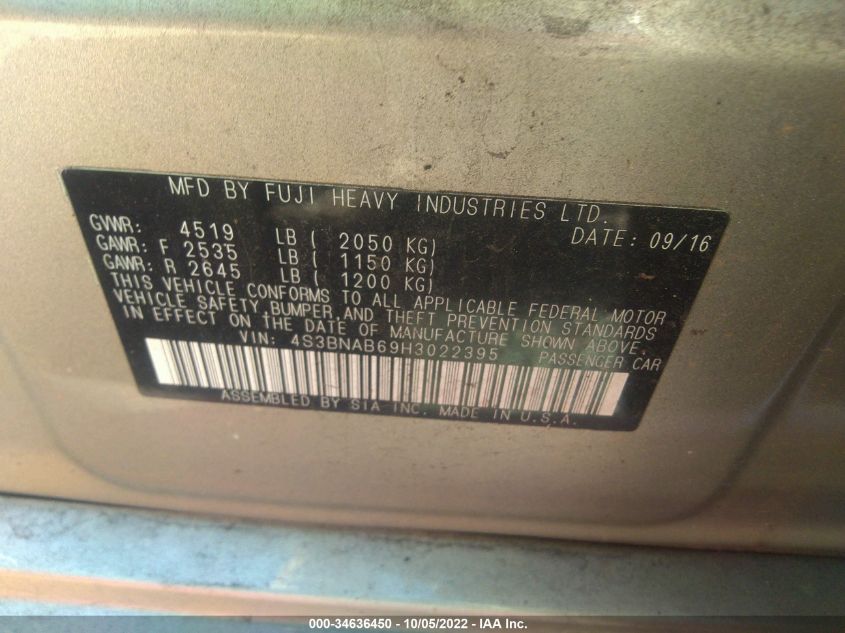 MFD BY FUJI HEAVY INDUSTRIES LTD.
GVWR: 4519 LB ( 2050 KG) DATE: 09/16
GAWR: F 2535 LB ( 1150 KG)
GAWR: R 2645 LB ( 1200 KG)
THIS VEHICLE CONFORMS TO ALL APPLICABLE FEDERAL MOTOR
VEHICLE SAFETY, BUMPER, AND THEFT PREVENTION STANDARDS
IN EFFECT ON THE DATE OF MANUFACTURE SHOWN ABOVE.
VIN: 4S3BNAB69H3022395 PASSENGER CAR
ASSEMBLED BY SIA INC. MADE IN U.S.A.
000-34636450 - 10/05/2022 - IAA Inc.